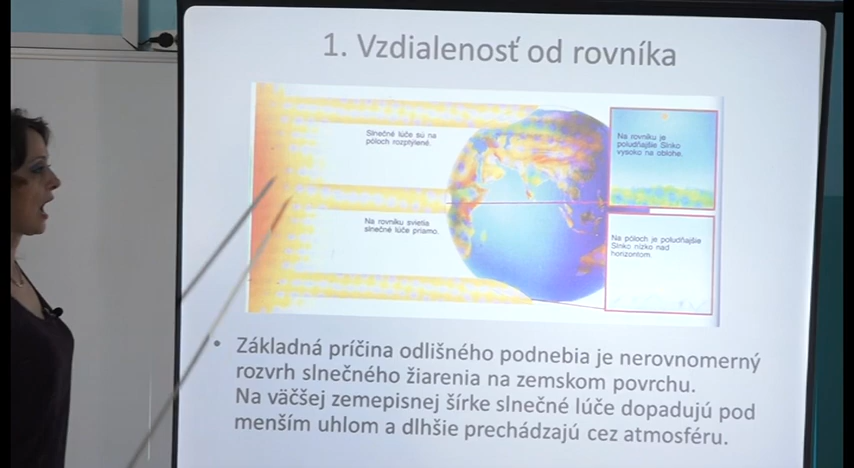 1. Vzdialenosť od rovníka
Slnečné lúče sú na
póloch rozptýlené.
Na rovníku je
poludňajšie Slnko
vysoko na oblohe.
Na rovníku svietia
slnečné lúče priamo.
Na póloch je poludňajšie
Slnko nízko nad
horizontom.
• Základná príčina odlišného podnebia je nerovnomerný
rozvrh slnečného žiarenia na zemskom povrchu.
Na väčšej zemepisnej šírke slnečné lúče dopadujú pod
menším uhlom a dlhšie prechádzajú cez atmosféru.